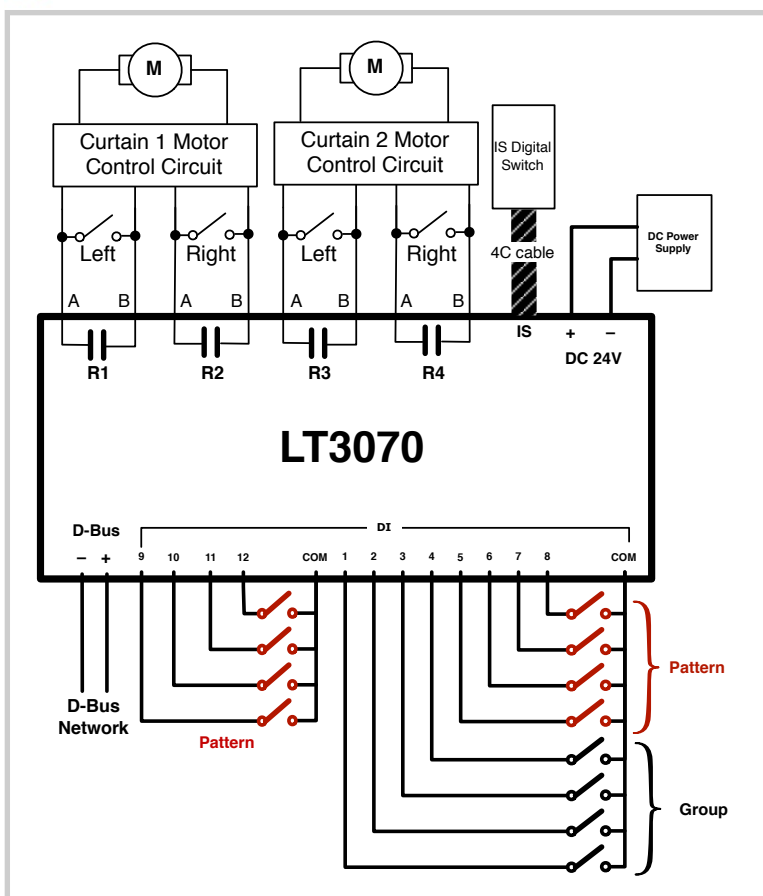 M
M
Curtain 1 Motor
Control Circuit
Curtain 2 Motor
Control Circuit
IS Digital
Switch
DC Power
Supply
Left
Right
Left
Right
4C cable
A
B
A
B
A
B
A
B
R1
R2
R3
R4
IS
+
−
DC 24V
LT3070
D-Bus
−
+
DI
9
10
11
12
COM
1
2
3
4
5
6
7
8
COM
D-Bus
Network
Pattern
Pattern
Group